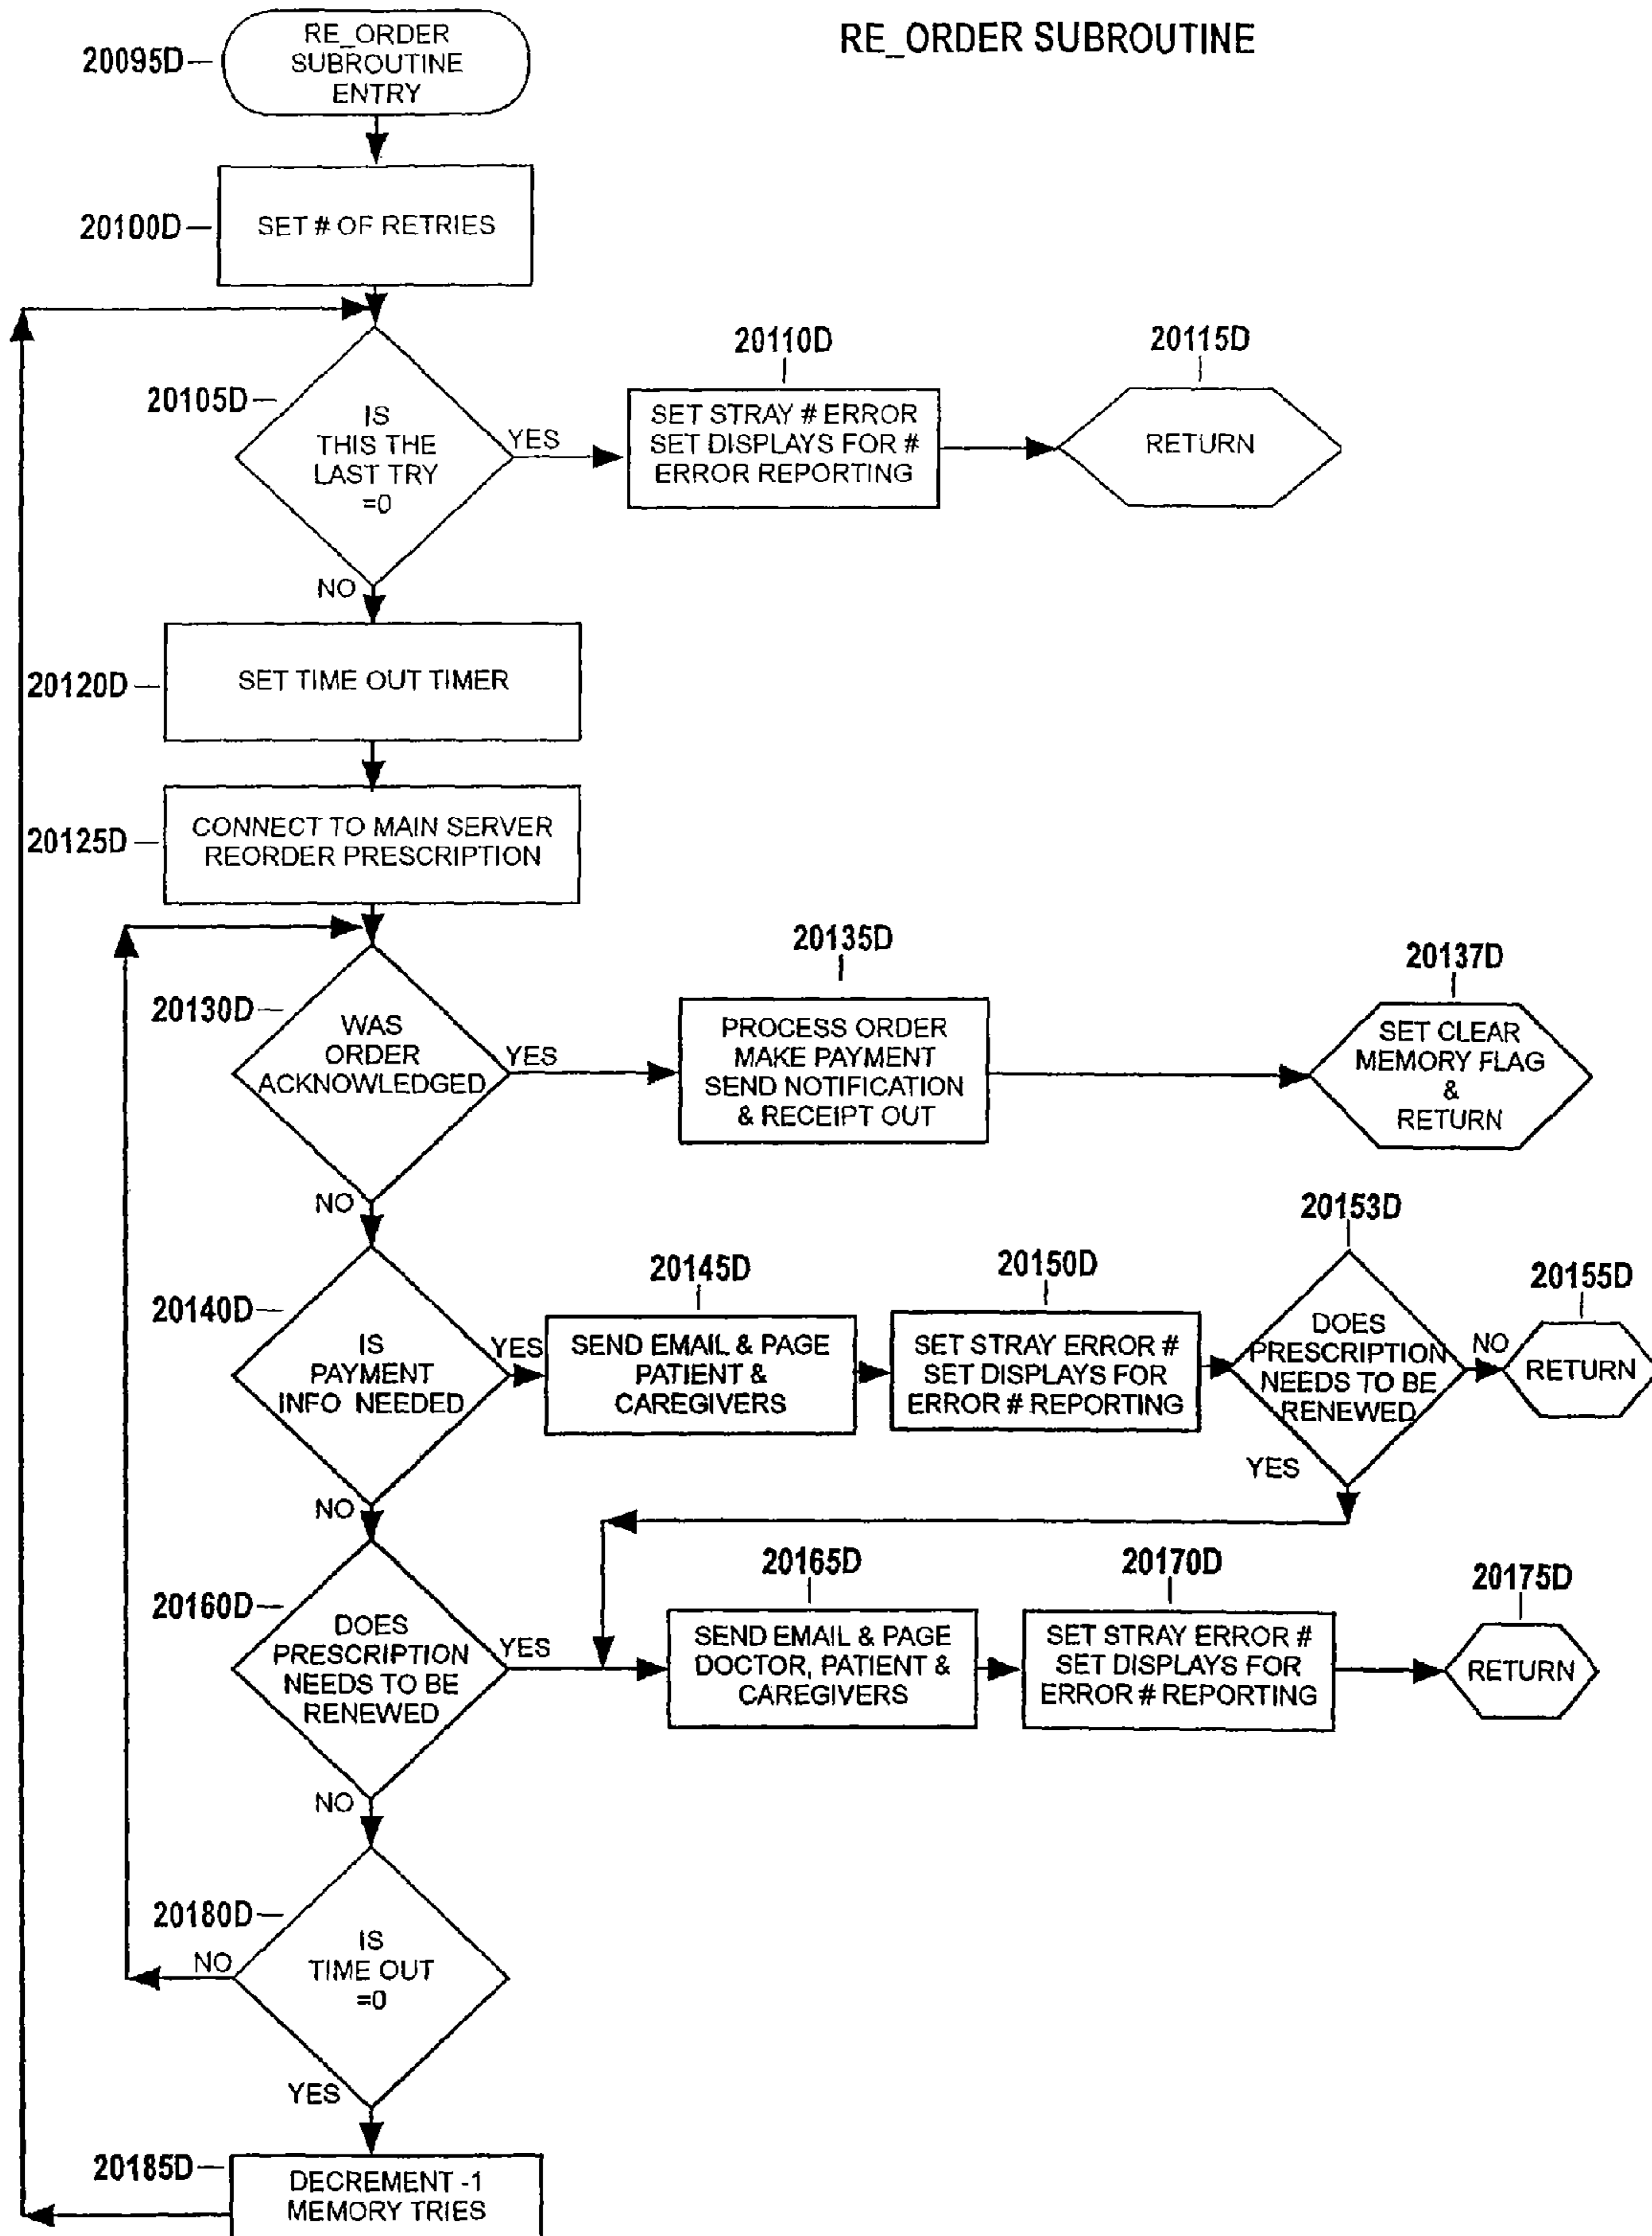 RE_ORDER SUBROUTINE
20095D
RE_ORDER
SUBROUTINE
ENTRY
20100D
SET # OF RETRIES
20105D
IS
THIS THE
LAST TRY
=0
YES
NO
20110D
SET STRAY # ERROR
SET DISPLAYS FOR #
ERROR REPORTING
20115D
RETURN
20120D
SET TIME OUT TIMER
20125D
CONNECT TO MAIN SERVER
REORDER PRESCRIPTION
20130D
WAS
ORDER
ACKNOWLEDGED
YES
NO
20135D
PROCESS ORDER
MAKE PAYMENT
SEND NOTIFICATION
& RECEIPT OUT
20137D
SET CLEAR
MEMORY FLAG
&
RETURN
20140D
IS
PAYMENT
INFO NEEDED
YES
NO
20145D
SEND EMAIL & PAGE
PATIENT &
CAREGIVERS
20150D
SET STRAY ERROR #
SET DISPLAYS FOR
ERROR # REPORTING
20153D
DOES
PRESCRIPTION
NEEDS TO BE
RENEWED
NO
YES
20155D
RETURN
20160D
DOES
PRESCRIPTION
NEEDS TO BE
RENEWED
YES
NO
20165D
SEND EMAIL & PAGE
DOCTOR, PATIENT &
CAREGIVERS
20170D
SET STRAY ERROR #
SET DISPLAYS FOR
ERROR # REPORTING
20175D
RETURN
20180D
IS
TIME OUT
=0
NO
YES
20185D
DECREMENT -1
MEMORY TRIES